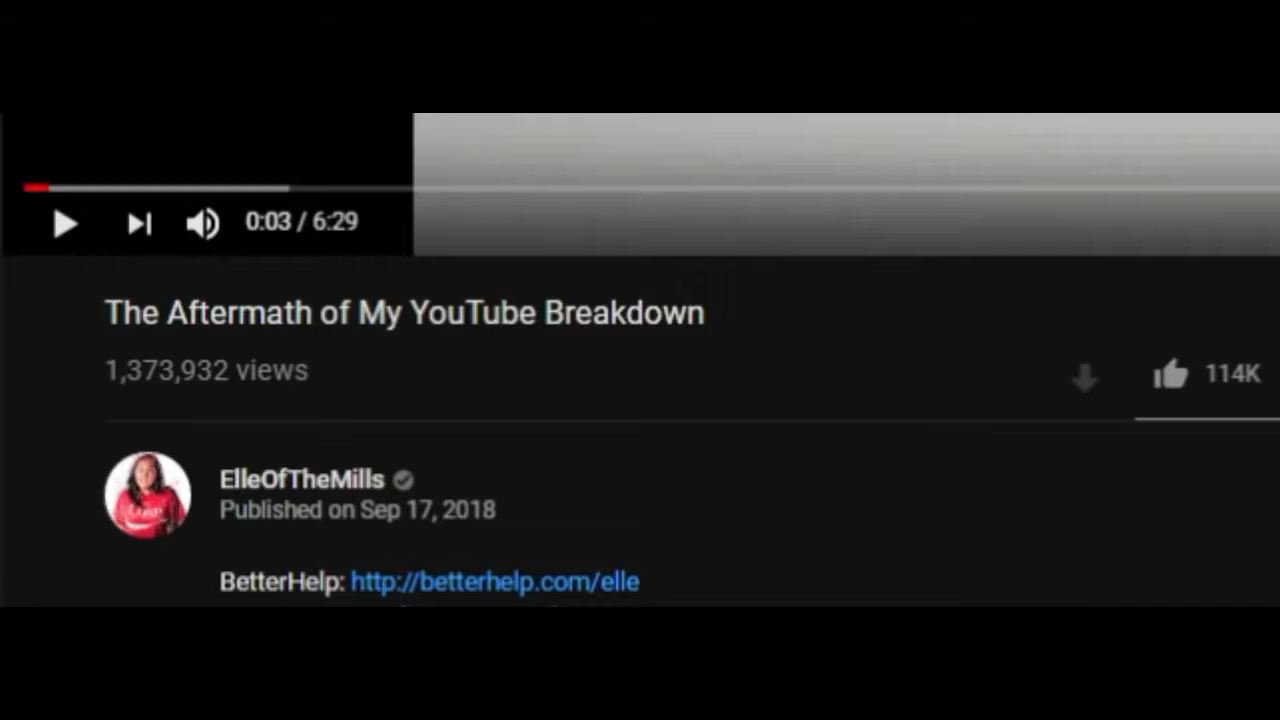 0:03 / 6:29
The Aftermath of My YouTube Breakdown
1,373,932 views
114K
ElleOfTheMills
Published on Sep 17, 2018
BetterHelp: http://betterhelp.com/elle